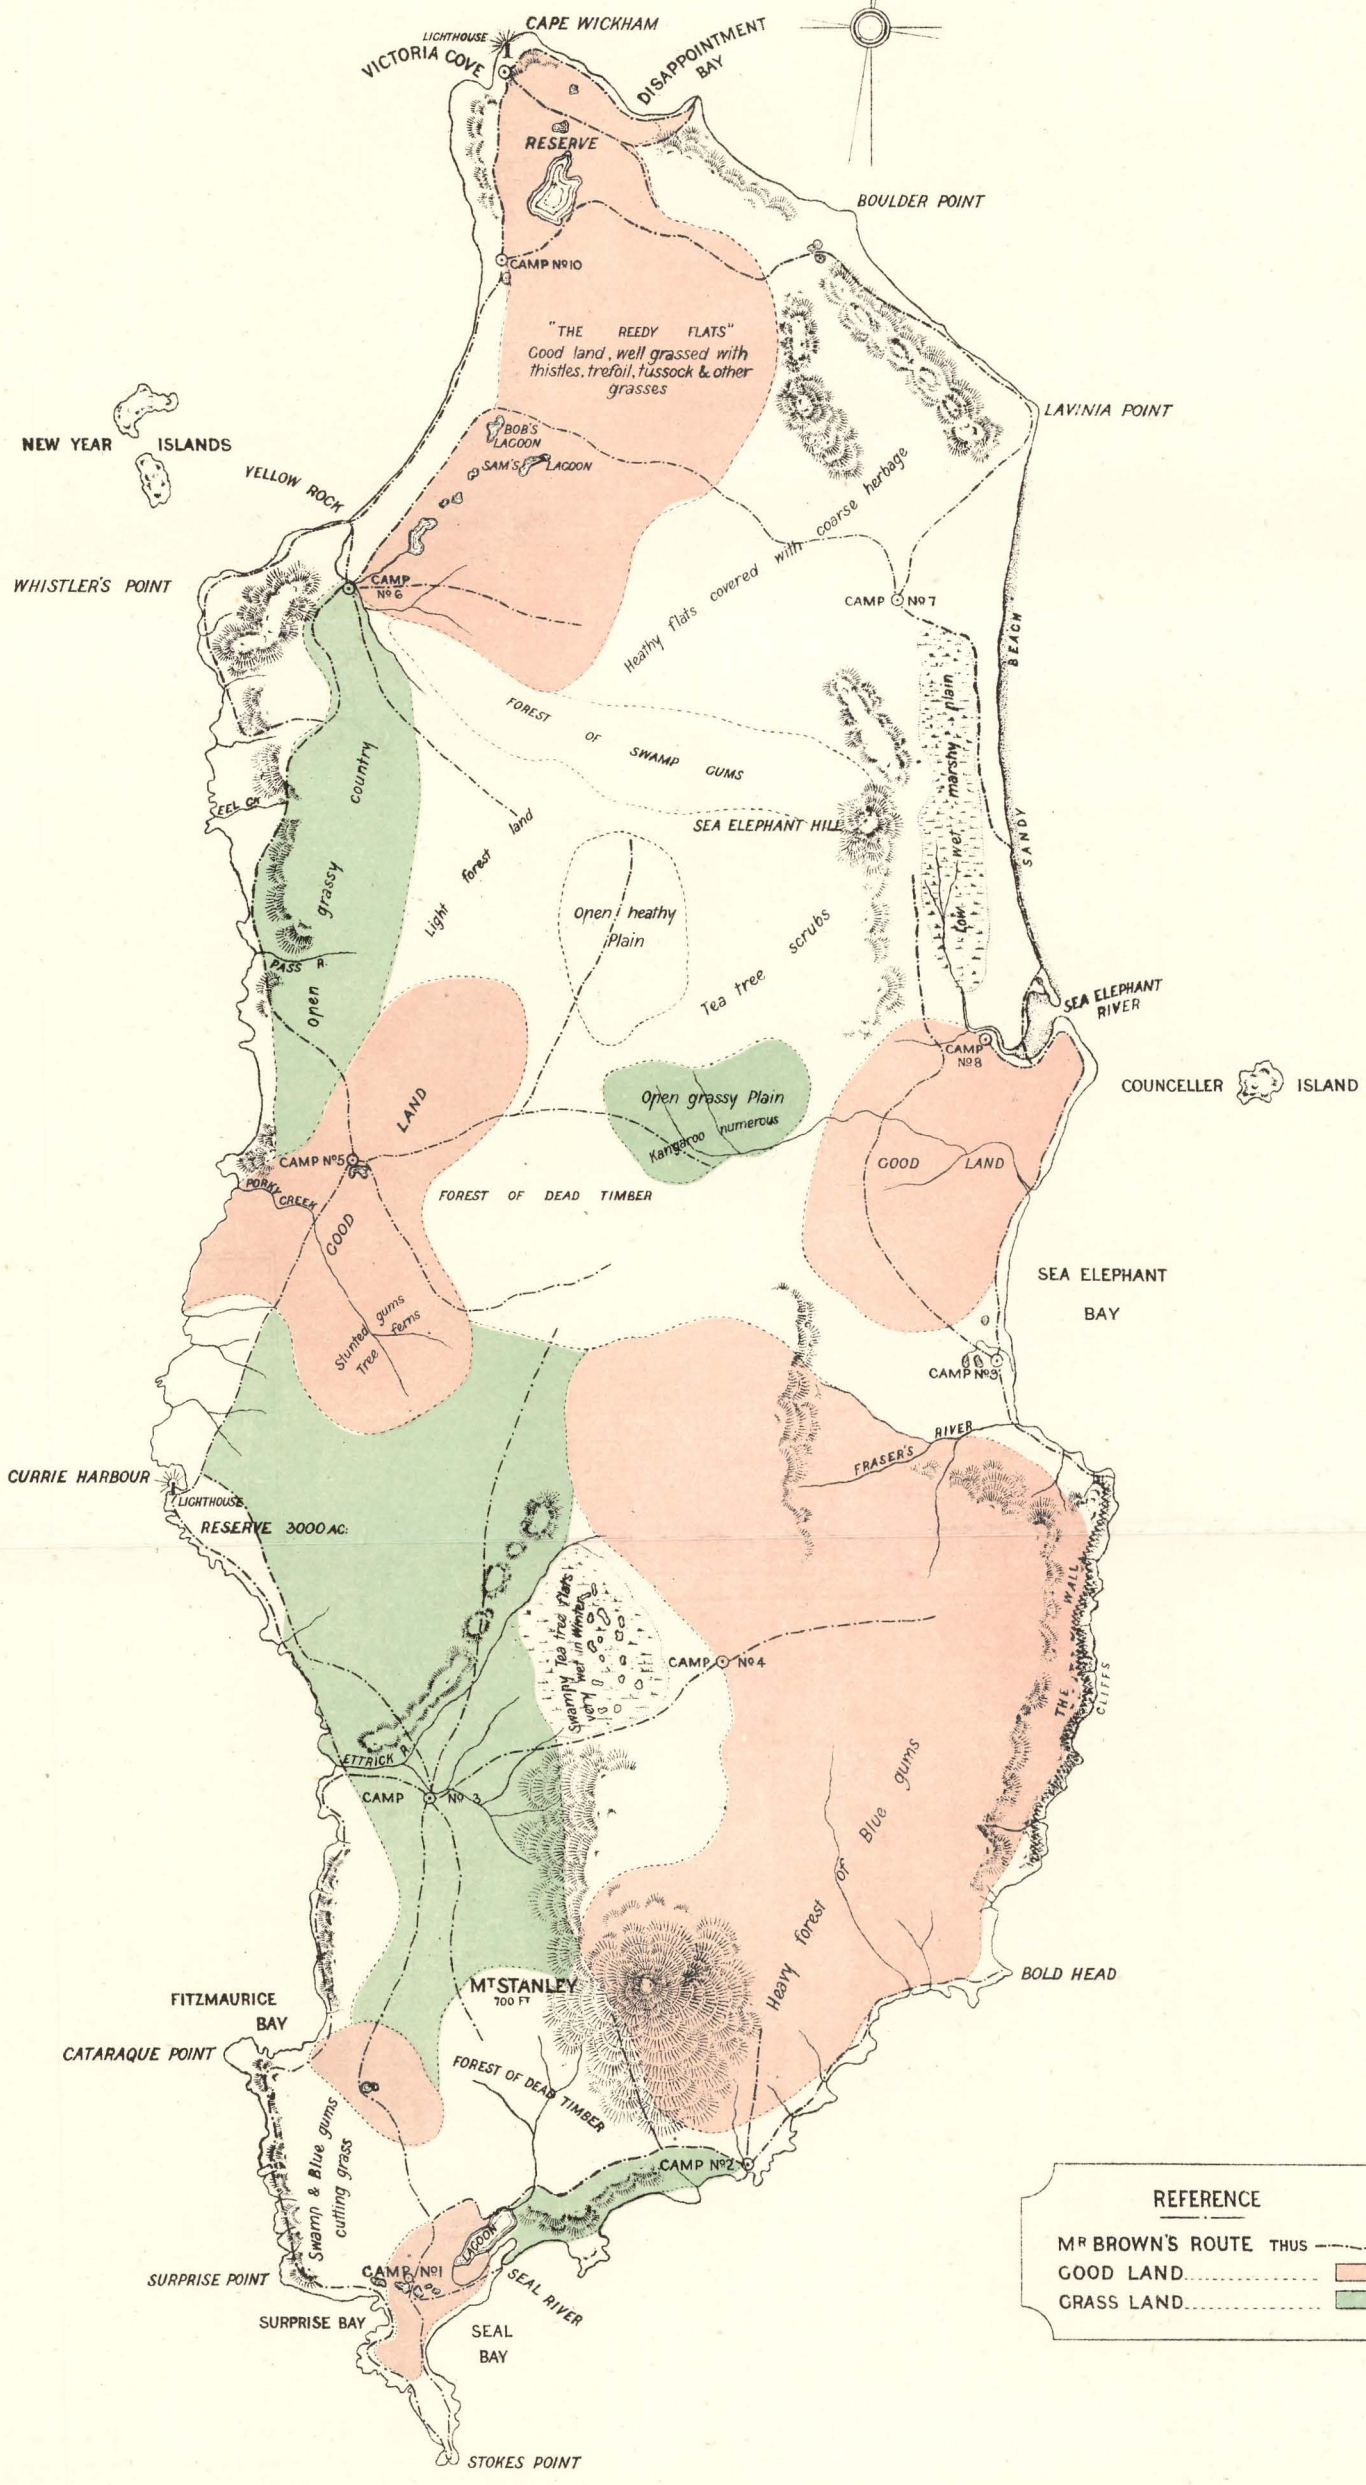 CAPE WICKHAM
LIGHTHOUSE
VICTORIA COVE
DISAPPOINTMENT
BAY
RESERVE
BOULDER POINT
CAMP Nº10
"THE REEDY FLATS"
Good land, well grassed with
thistles, trefoil, tussock & other
grasses
LAVINIA POINT
NEW YEAR ISLANDS
BOB'S
LAGOON
SAM'S LAGOON
YELLOW ROCK
Heathy flats covered with coarse herbage
WHISTLER'S POINT
CAMP
Nº6
CAMP Nº7
SANDY BEACH
Low wet marshy plain
FOREST OF SWAMP GUMS
Open grassy country
EEL CK
Light forest land
SEA ELEPHANT HILL
Open heathy
Plain
Tea tree scrubs
PASS R.
SEA ELEPHANT
RIVER
CAMP
Nº8
COUNCELLER ISLAND
Open grassy Plain
Kangaroo numerous
GOOD LAND
CAMP Nº5
GOOD LAND
PORKY
CREEK
FOREST OF DEAD TIMBER
SEA ELEPHANT
BAY
Stunted gums
Tree ferns
CAMP Nº9
FRASER'S RIVER
CURRIE HARBOUR
LIGHTHOUSE
RESERVE 3000 AC:
Swampy Tea tree flats
very wet in Winter
THE WALL
CLIFFS
CAMP Nº4
ETTRICK R.
CAMP Nº 3
Heavy forest of Blue gums
MT STANLEY
700 FT
BOLD HEAD
FITZMAURICE
BAY
CATARAQUE POINT
FOREST OF DEAD TIMBER
Swamp & Blue gums
cutting grass
CAMP Nº2
LAGOON
CAMP Nº1
SURPRISE POINT
SEAL RIVER
SURPRISE BAY
SEAL
BAY
STOKES POINT
REFERENCE
MR BROWN'S ROUTE THUS
GOOD LAND
GRASS LAND